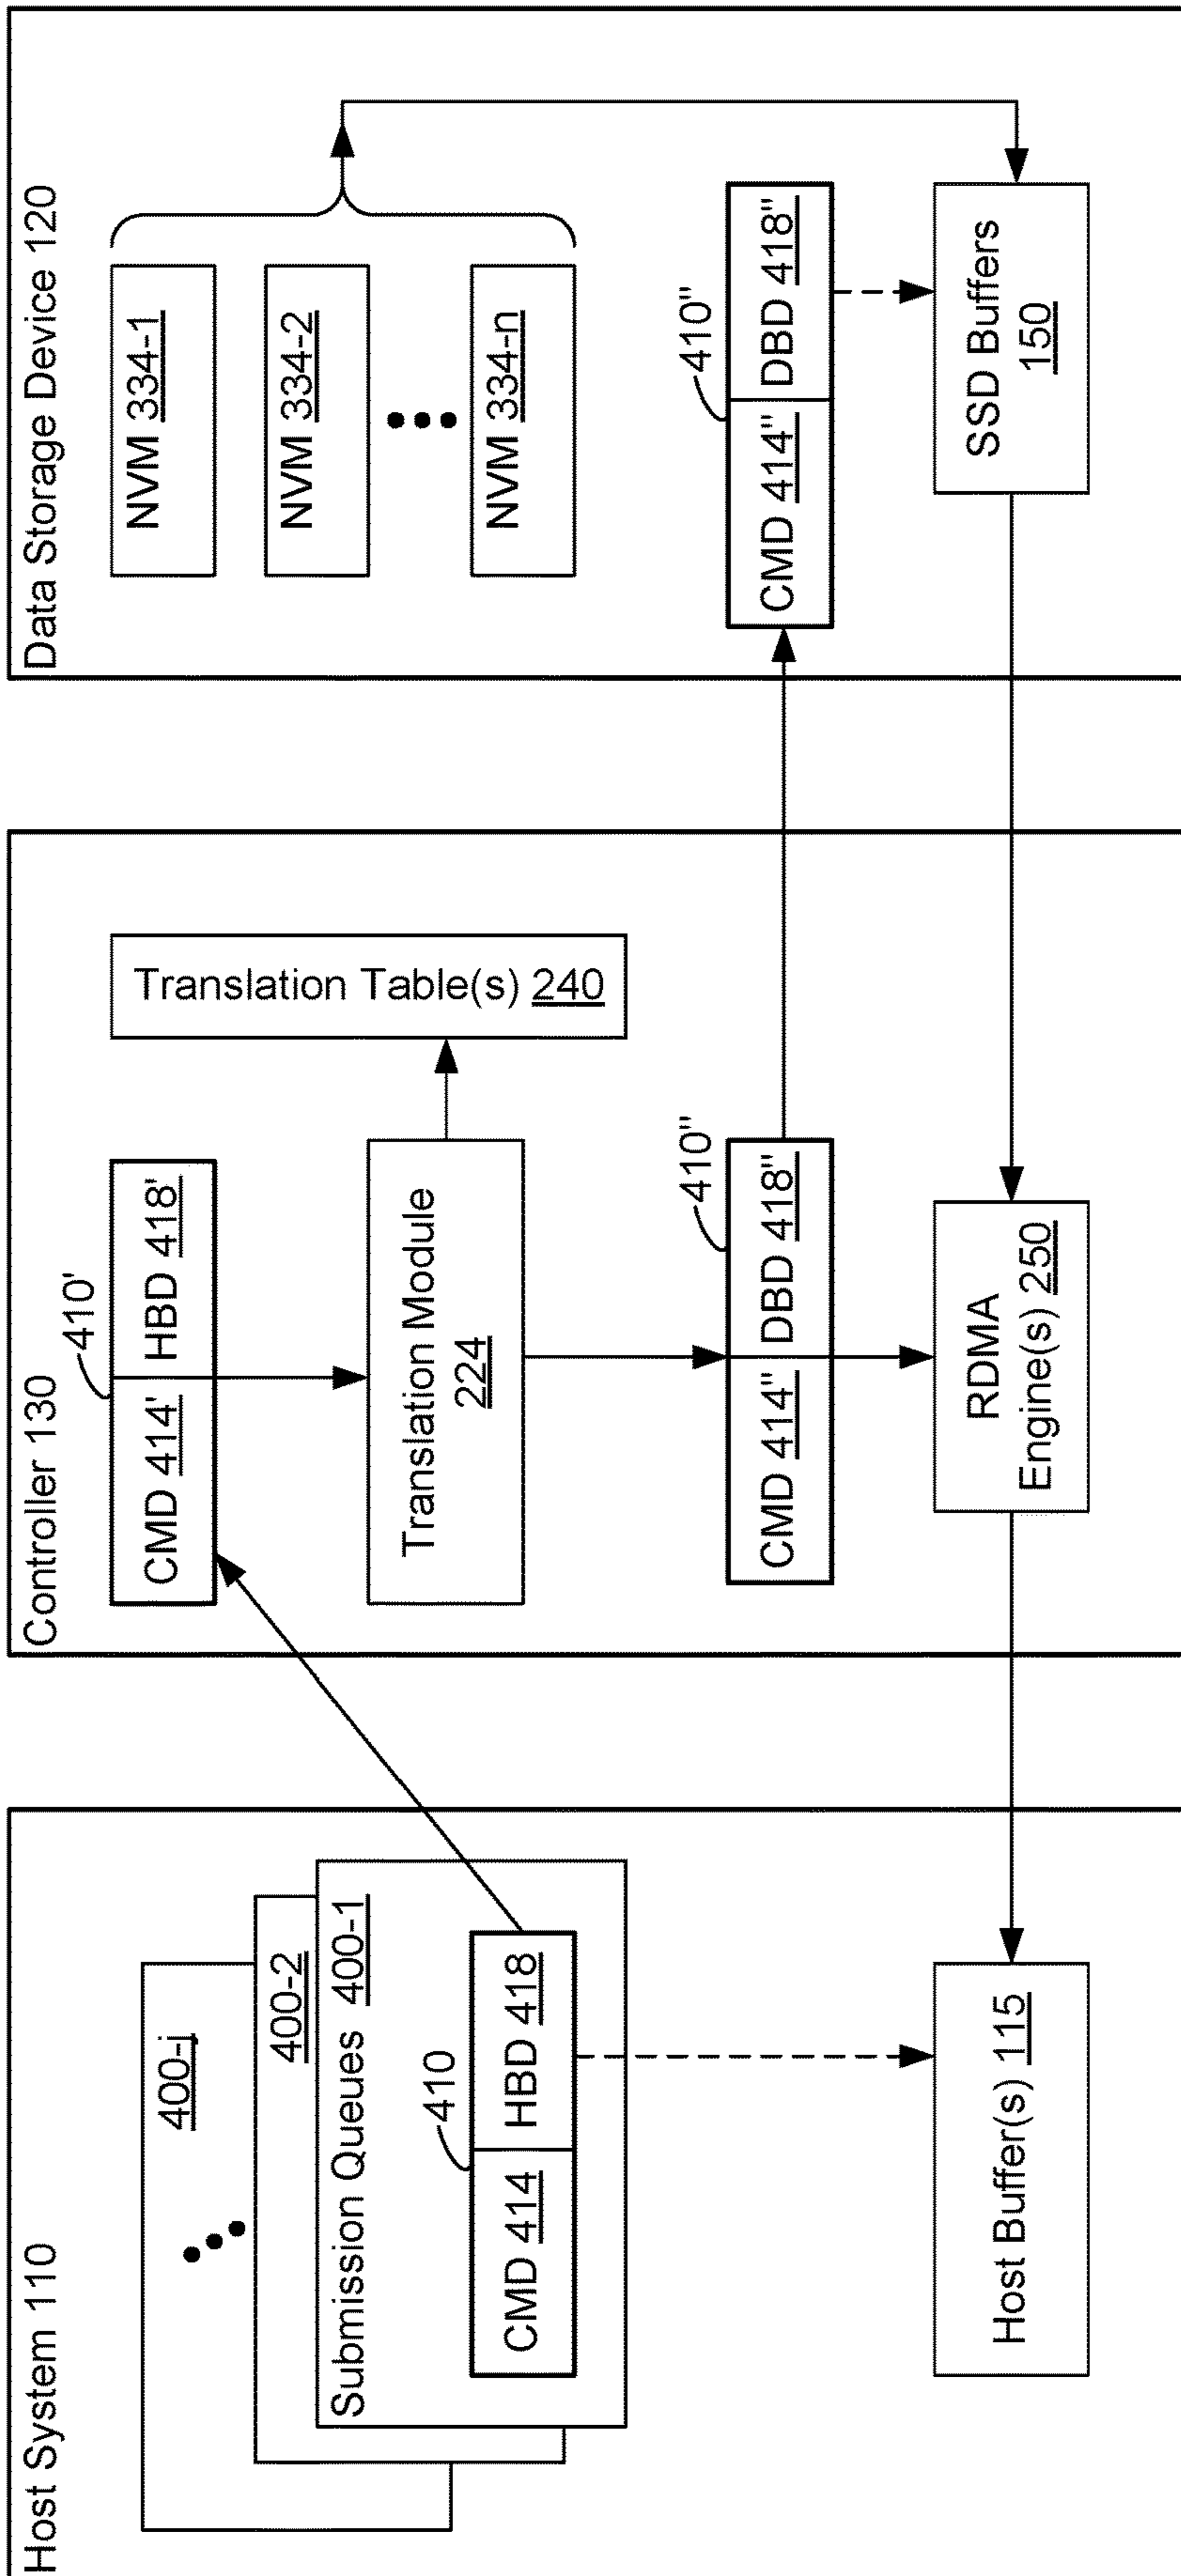 Host System 110
400-j
400-2
Submission Queues 400-1
410
CMD 414 HBD 418
Host Buffer(s) 115
Controller 130
410'
CMD 414' HBD 418'
Translation Module
224
Translation Table(s) 240
410"
CMD 414" DBD 418"
RDMA
Engine(s) 250
Data Storage Device 120
NVM 334-1
NVM 334-2
NVM 334-n
410"
CMD 414" DBD 418"
SSD Buffers
150